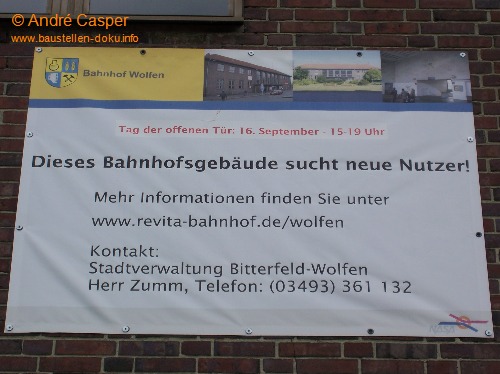 © André Casper
www.baustellen-doku.info
Bahnhof Wolfen
Tag der offenen Tür: 16. September - 15-19 Uhr
Dieses Bahnhofsgebäude sucht neue Nutzer!
Mehr Informationen finden Sie unter
www.revita-bahnhof.de/wolfen
Kontakt:
Stadtverwaltung Bitterfeld-Wolfen
Herr Zumm, Telefon: (03493) 361 132